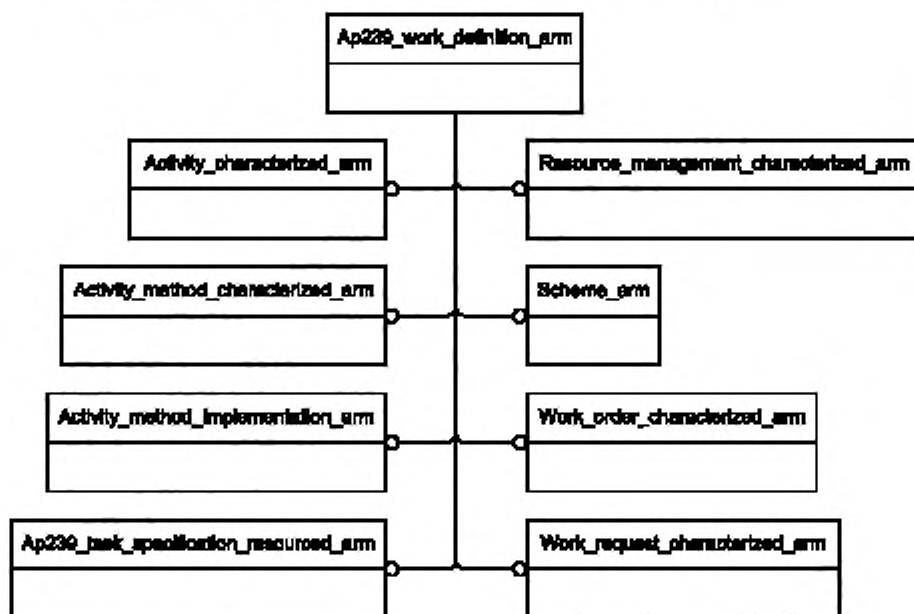 Ap239_work_definition_arm
Activity_characterized_arm
Resource_management_characterized_arm
Activity_method_characterized_arm
Scheme_arm
Activity_method_implementation_arm
Work_order_characterized_arm
Ap239_task_specification_resourced_arm
Work_request_characterized_arm